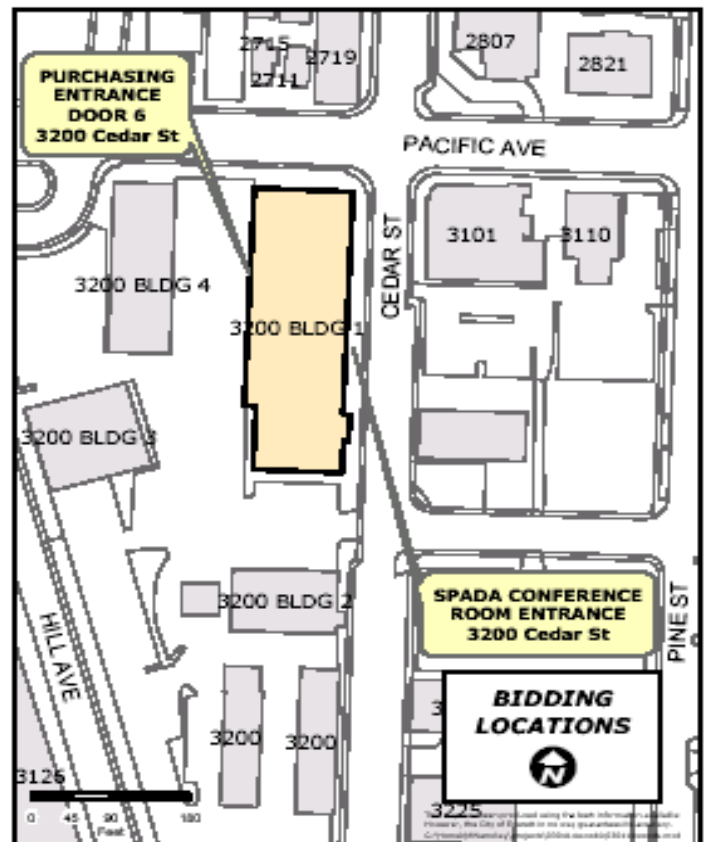 2715
2719
2711
2807
2821
PURCHASING
ENTRANCE
DOOR 6
3200 Cedar St
PACIFIC AVE
CEDAR ST
3101
3110
3200 BLDG 4
3200 BLDG 1
3200 BLDG 3
3200 BLDG 2
SPADA CONFERENCE
ROOM ENTRANCE
3200 Cedar St
PINE ST
HILL AVE
BIDDING
LOCATIONS
N
3200
3200
3126
0 45 90 180
Feet
3225